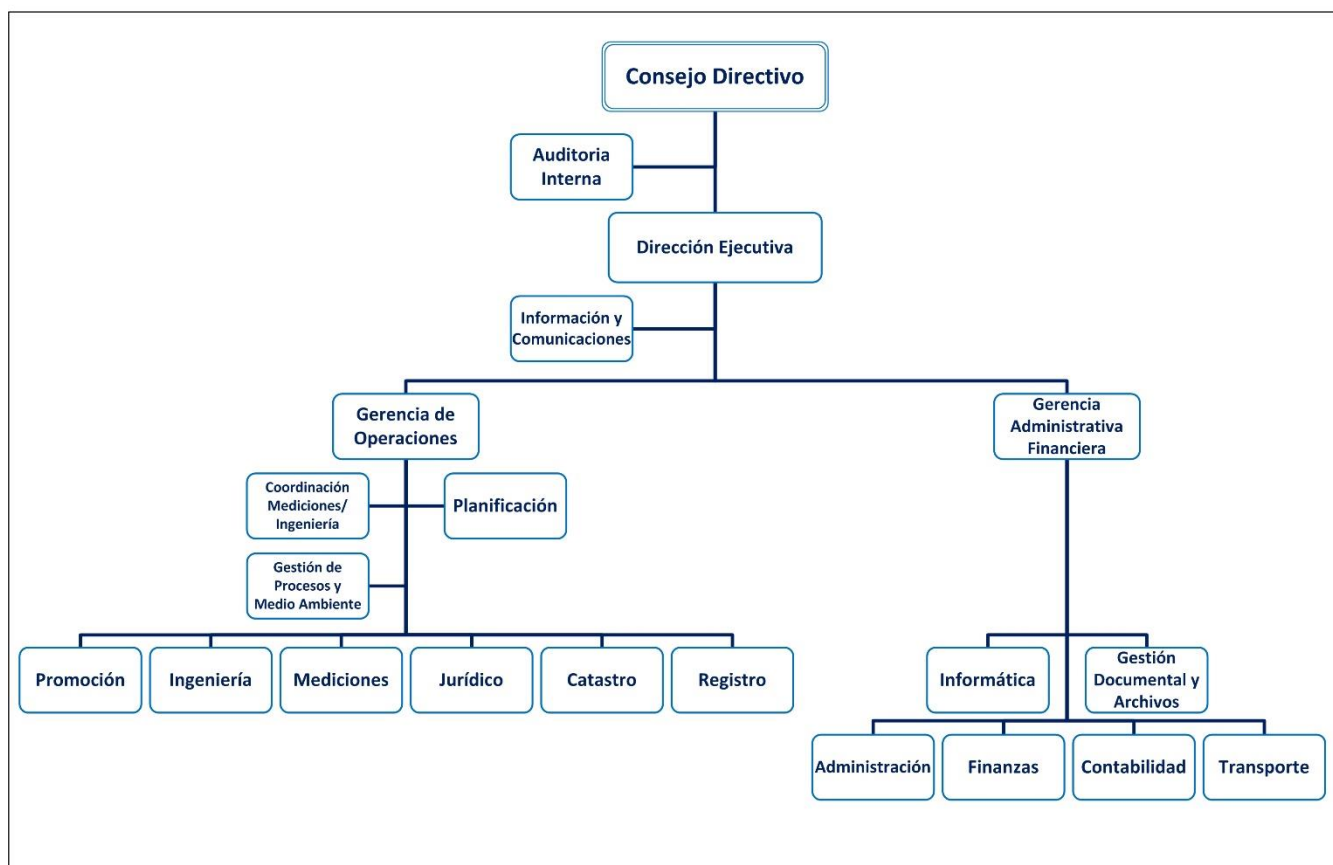 Consejo Directivo
Auditoria
Interna
Dirección Ejecutiva
Información y
Comunicaciones
Gerencia de
Operaciones
Gerencia
Administrativa
Financiera
Coordinación
Mediciones/
Ingeniería
Planificación
Gestión de
Procesos y
Medio Ambiente
Promoción
Ingeniería
Mediciones
Jurídico
Catastro
Registro
Informática
Gestión
Documental y
Archivos
Administración
Finanzas
Contabilidad
Transporte